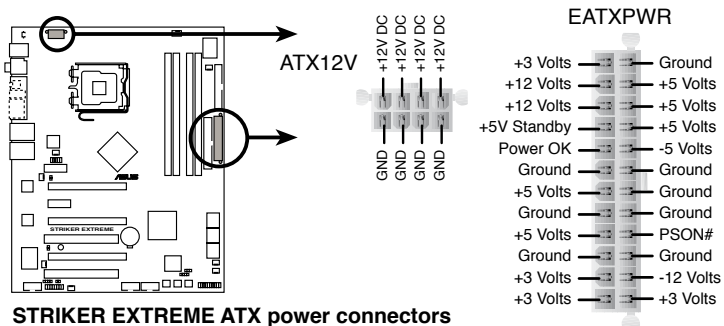 EATXPWR
ATX12V
+12V DC
+12V DC
+12V DC
+12V DC
GND
GND
GND
GND
+3 Volts Ground
+12 Volts +5 Volts
+12 Volts +5 Volts
+5V Standby +5 Volts
Power OK -5 Volts
Ground Ground
+5 Volts Ground
Ground Ground
+5 Volts PSON#
Ground Ground
+3 Volts -12 Volts
+3 Volts +3 Volts
ASUS
STRIKER EXTREME
STRIKER EXTREME ATX power connectors